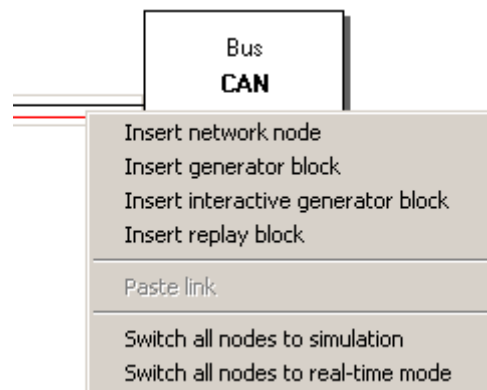 Bus
CAN
Insert network node
Insert generator block
Insert interactive generator block
Insert replay block
Paste link
Switch all nodes to simulation
Switch all nodes to real-time mode